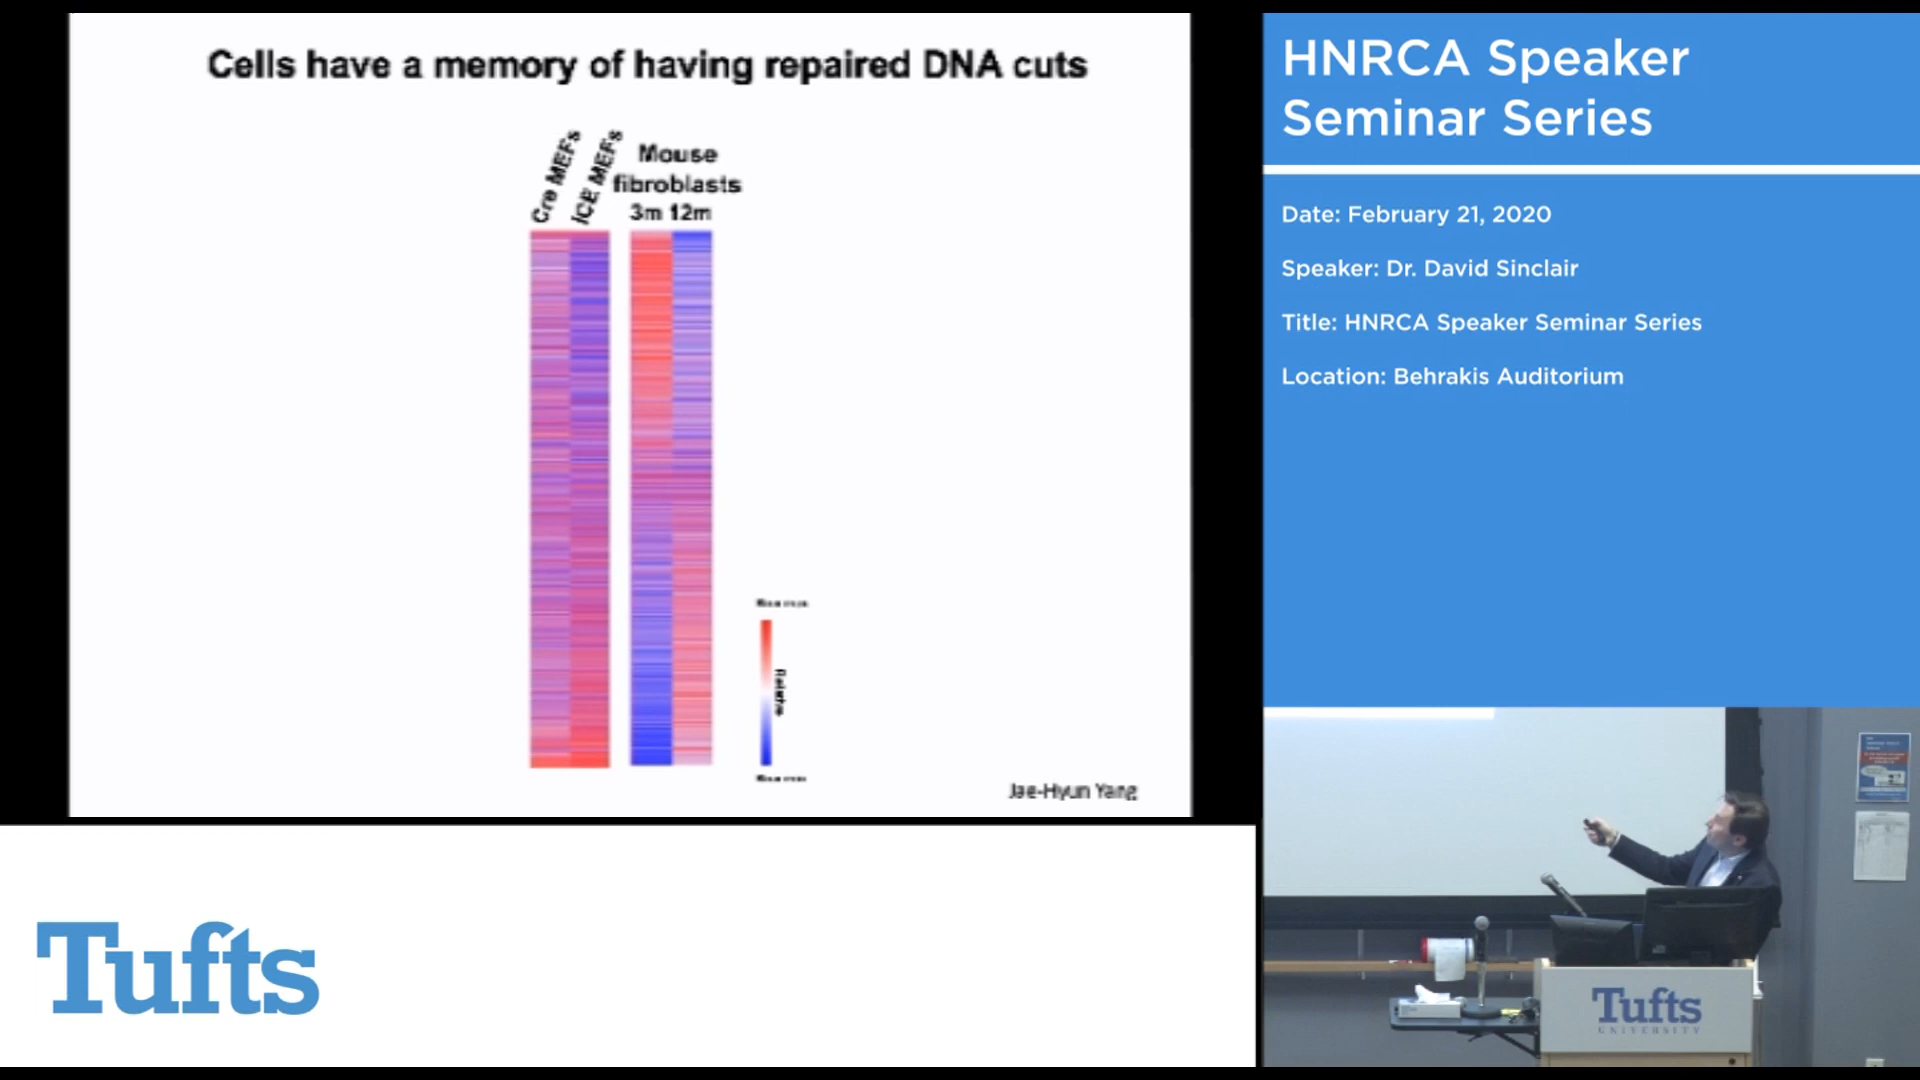 Cells have a memory of having repaired DNA cuts
Cre MEFs
ICE MEFs
Mouse
fibroblasts
3m 12m
Relative
Jae-Hyun Yang
HNRCA Speaker
Seminar Series
Date: February 21, 2020
Speaker: Dr. David Sinclair
Title: HNRCA Speaker Seminar Series
Location: Behrakis Auditorium
Tufts
Tufts
UNIVERSITY